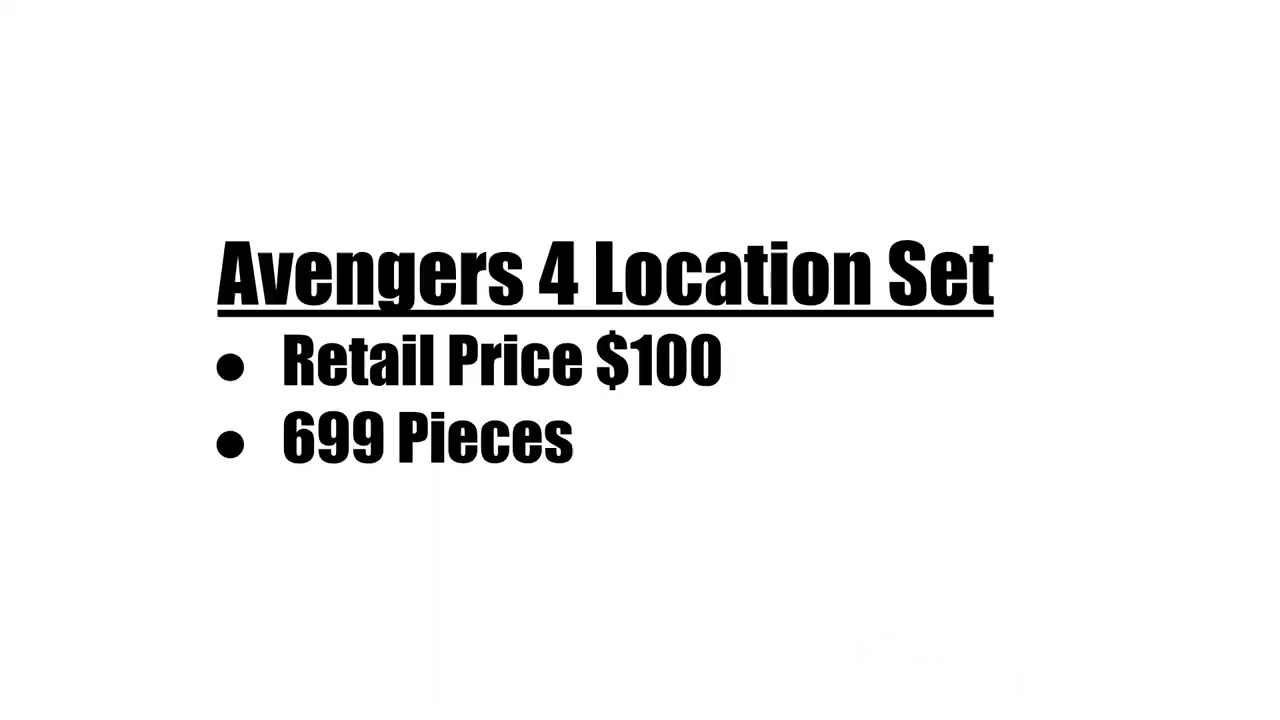 Avengers 4 Location Set
● Retail Price $100
● 699 Pieces